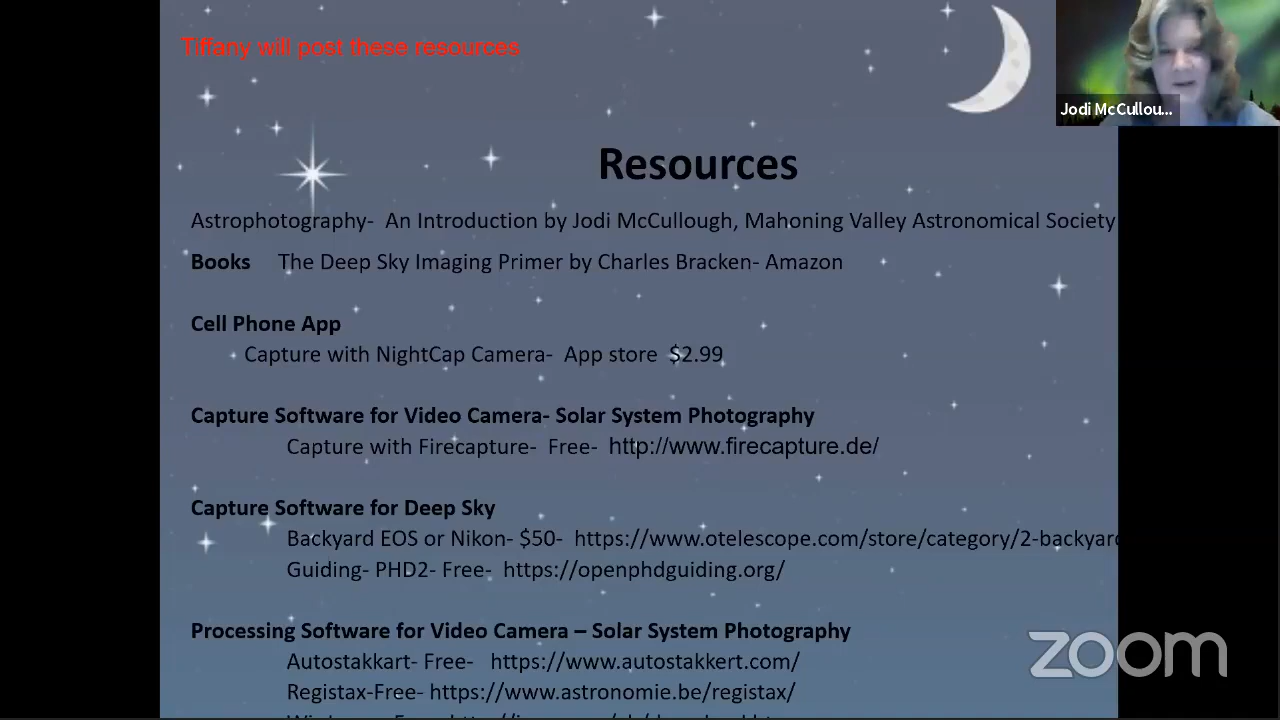 Tiffany will post these resources
Jodi McCullou...
Resources
Astrophotography- An Introduction by Jodi McCullough, Mahoning Valley Astronomical Society
Books The Deep Sky Imaging Primer by Charles Bracken- Amazon
Cell Phone App
Capture with NightCap Camera- App store $2.99
Capture Software for Video Camera- Solar System Photography
Capture with Firecapture- Free- http://www.firecapture.de/
Capture Software for Deep Sky
Backyard EOS or Nikon- $50- https://www.otelescope.com/store/category/2-backyard
Guiding- PHD2- Free- https://openphdguiding.org/
Processing Software for Video Camera – Solar System Photography
Autostakkart- Free- https://www.autostakkert.com/
Registax-Free- https://www.astronomie.be/registax/
zoom